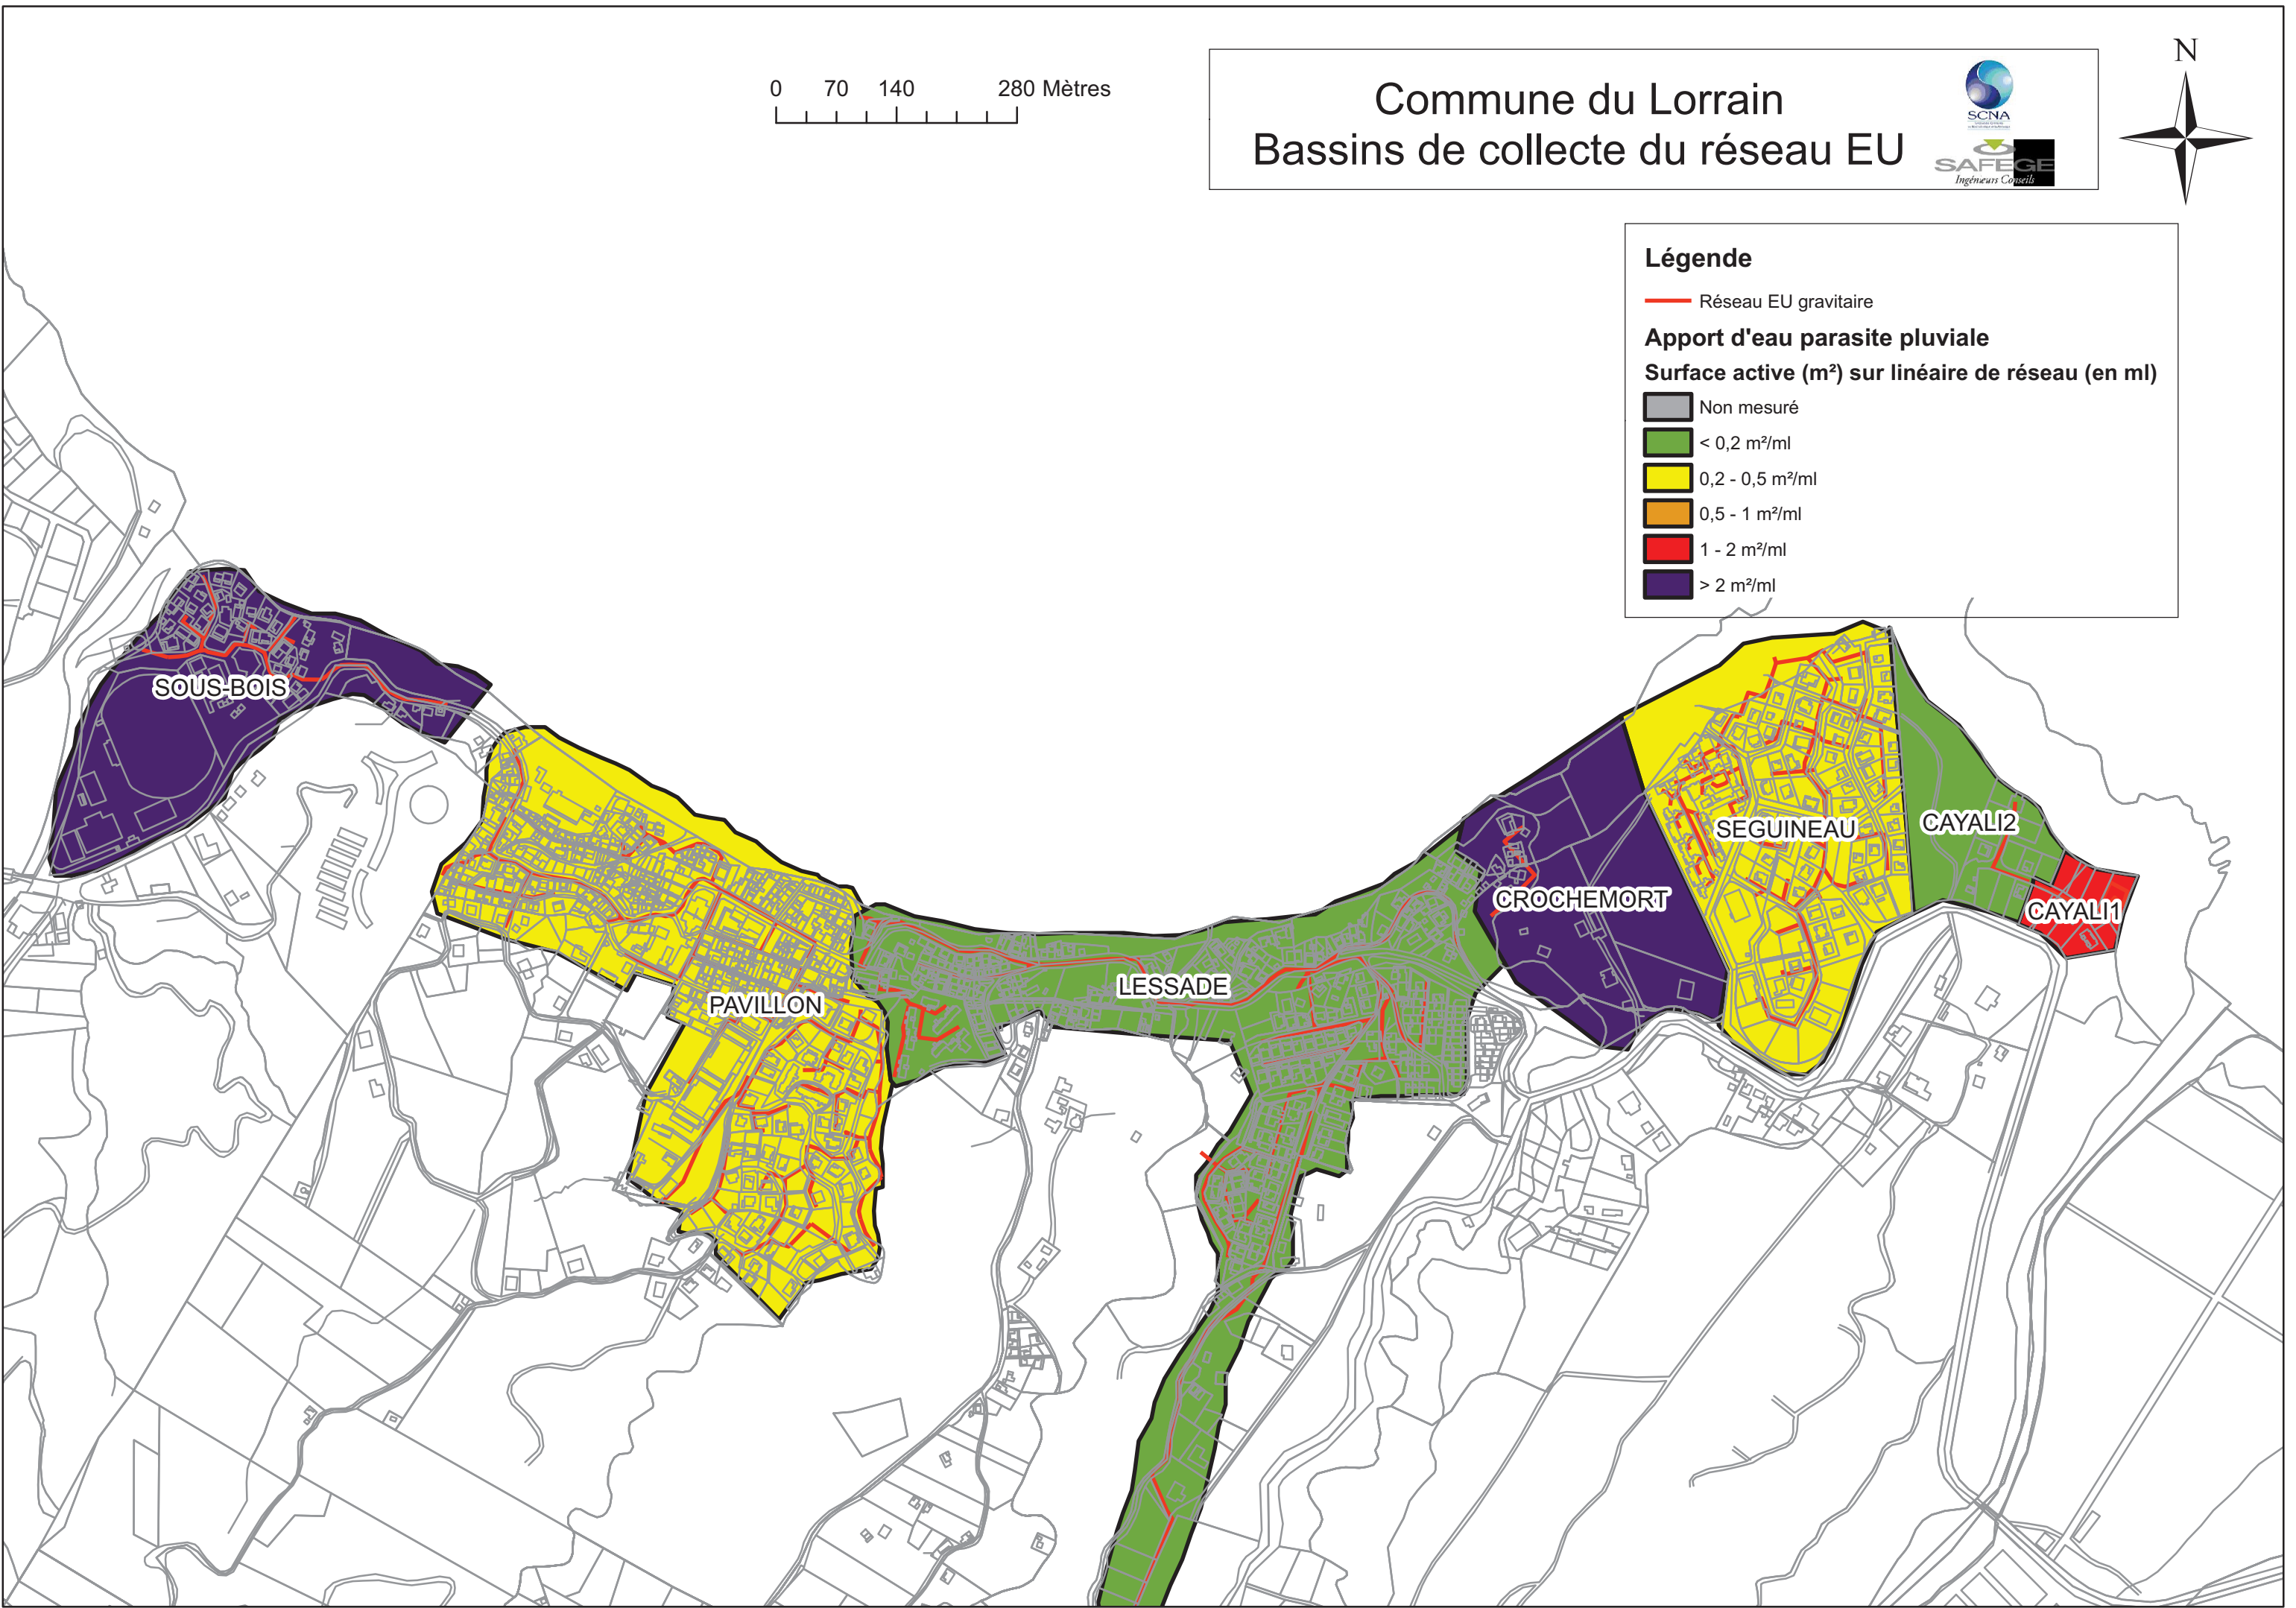 0 70 140 280 Mètres
Commune du Lorrain
Bassins de collecte du réseau EU
SCNA
SAFEGE
Ingénieurs Conseils
N
Légende
Réseau EU gravitaire
Apport d'eau parasite pluviale
Surface active (m²) sur linéaire de réseau (en ml)
Non mesuré
< 0,2 m²/ml
0,2 - 0,5 m²/ml
0,5 - 1 m²/ml
1 - 2 m²/ml
> 2 m²/ml
SOUS-BOIS
SEGUINEAU
CAYALI2
CROCHEMORT
CAYALI1
LESSADE
PAVILLON